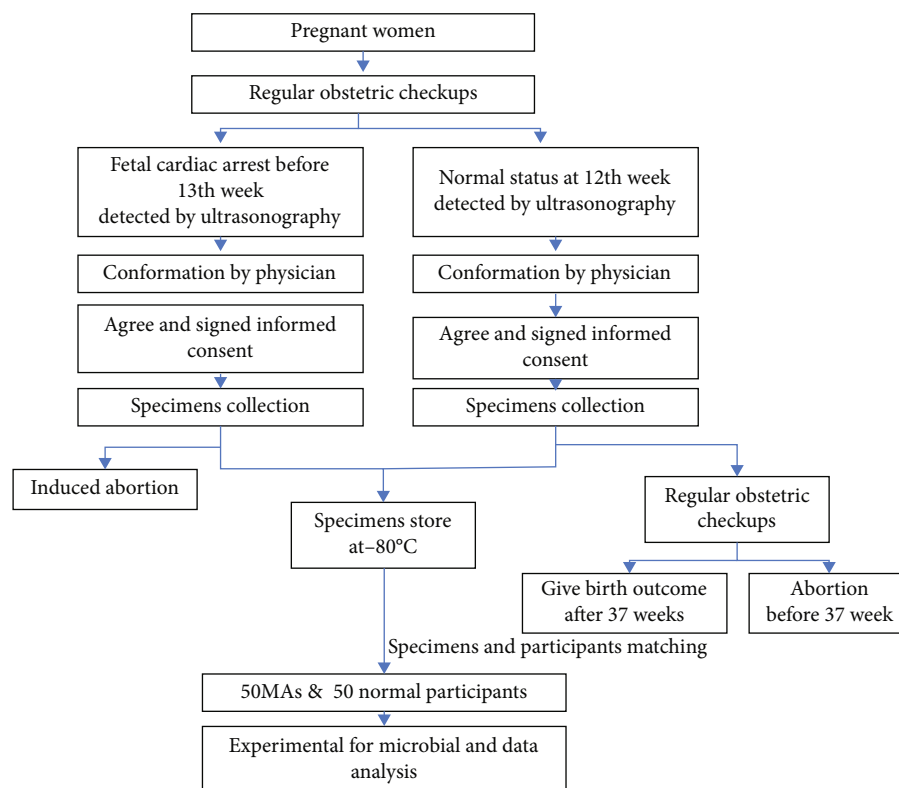 Pregnant women
Regular obstetric checkups
Fetal cardiac arrest before
13th week
detected by ultrasonography
Normal status at 12th week
detected by ultrasonography
Conformation by physician
Conformation by physician
Agree and signed informed
consent
Agree and signed informed
consent
Specimens collection
Specimens collection
Induced abortion
Specimens store
at–80°C
Regular obstetric
checkups
Give birth outcome
after 37 weeks
Abortion
before 37 week
Specimens and participants matching
50MAs & 50 normal participants
Experimental for microbial and data
analysis